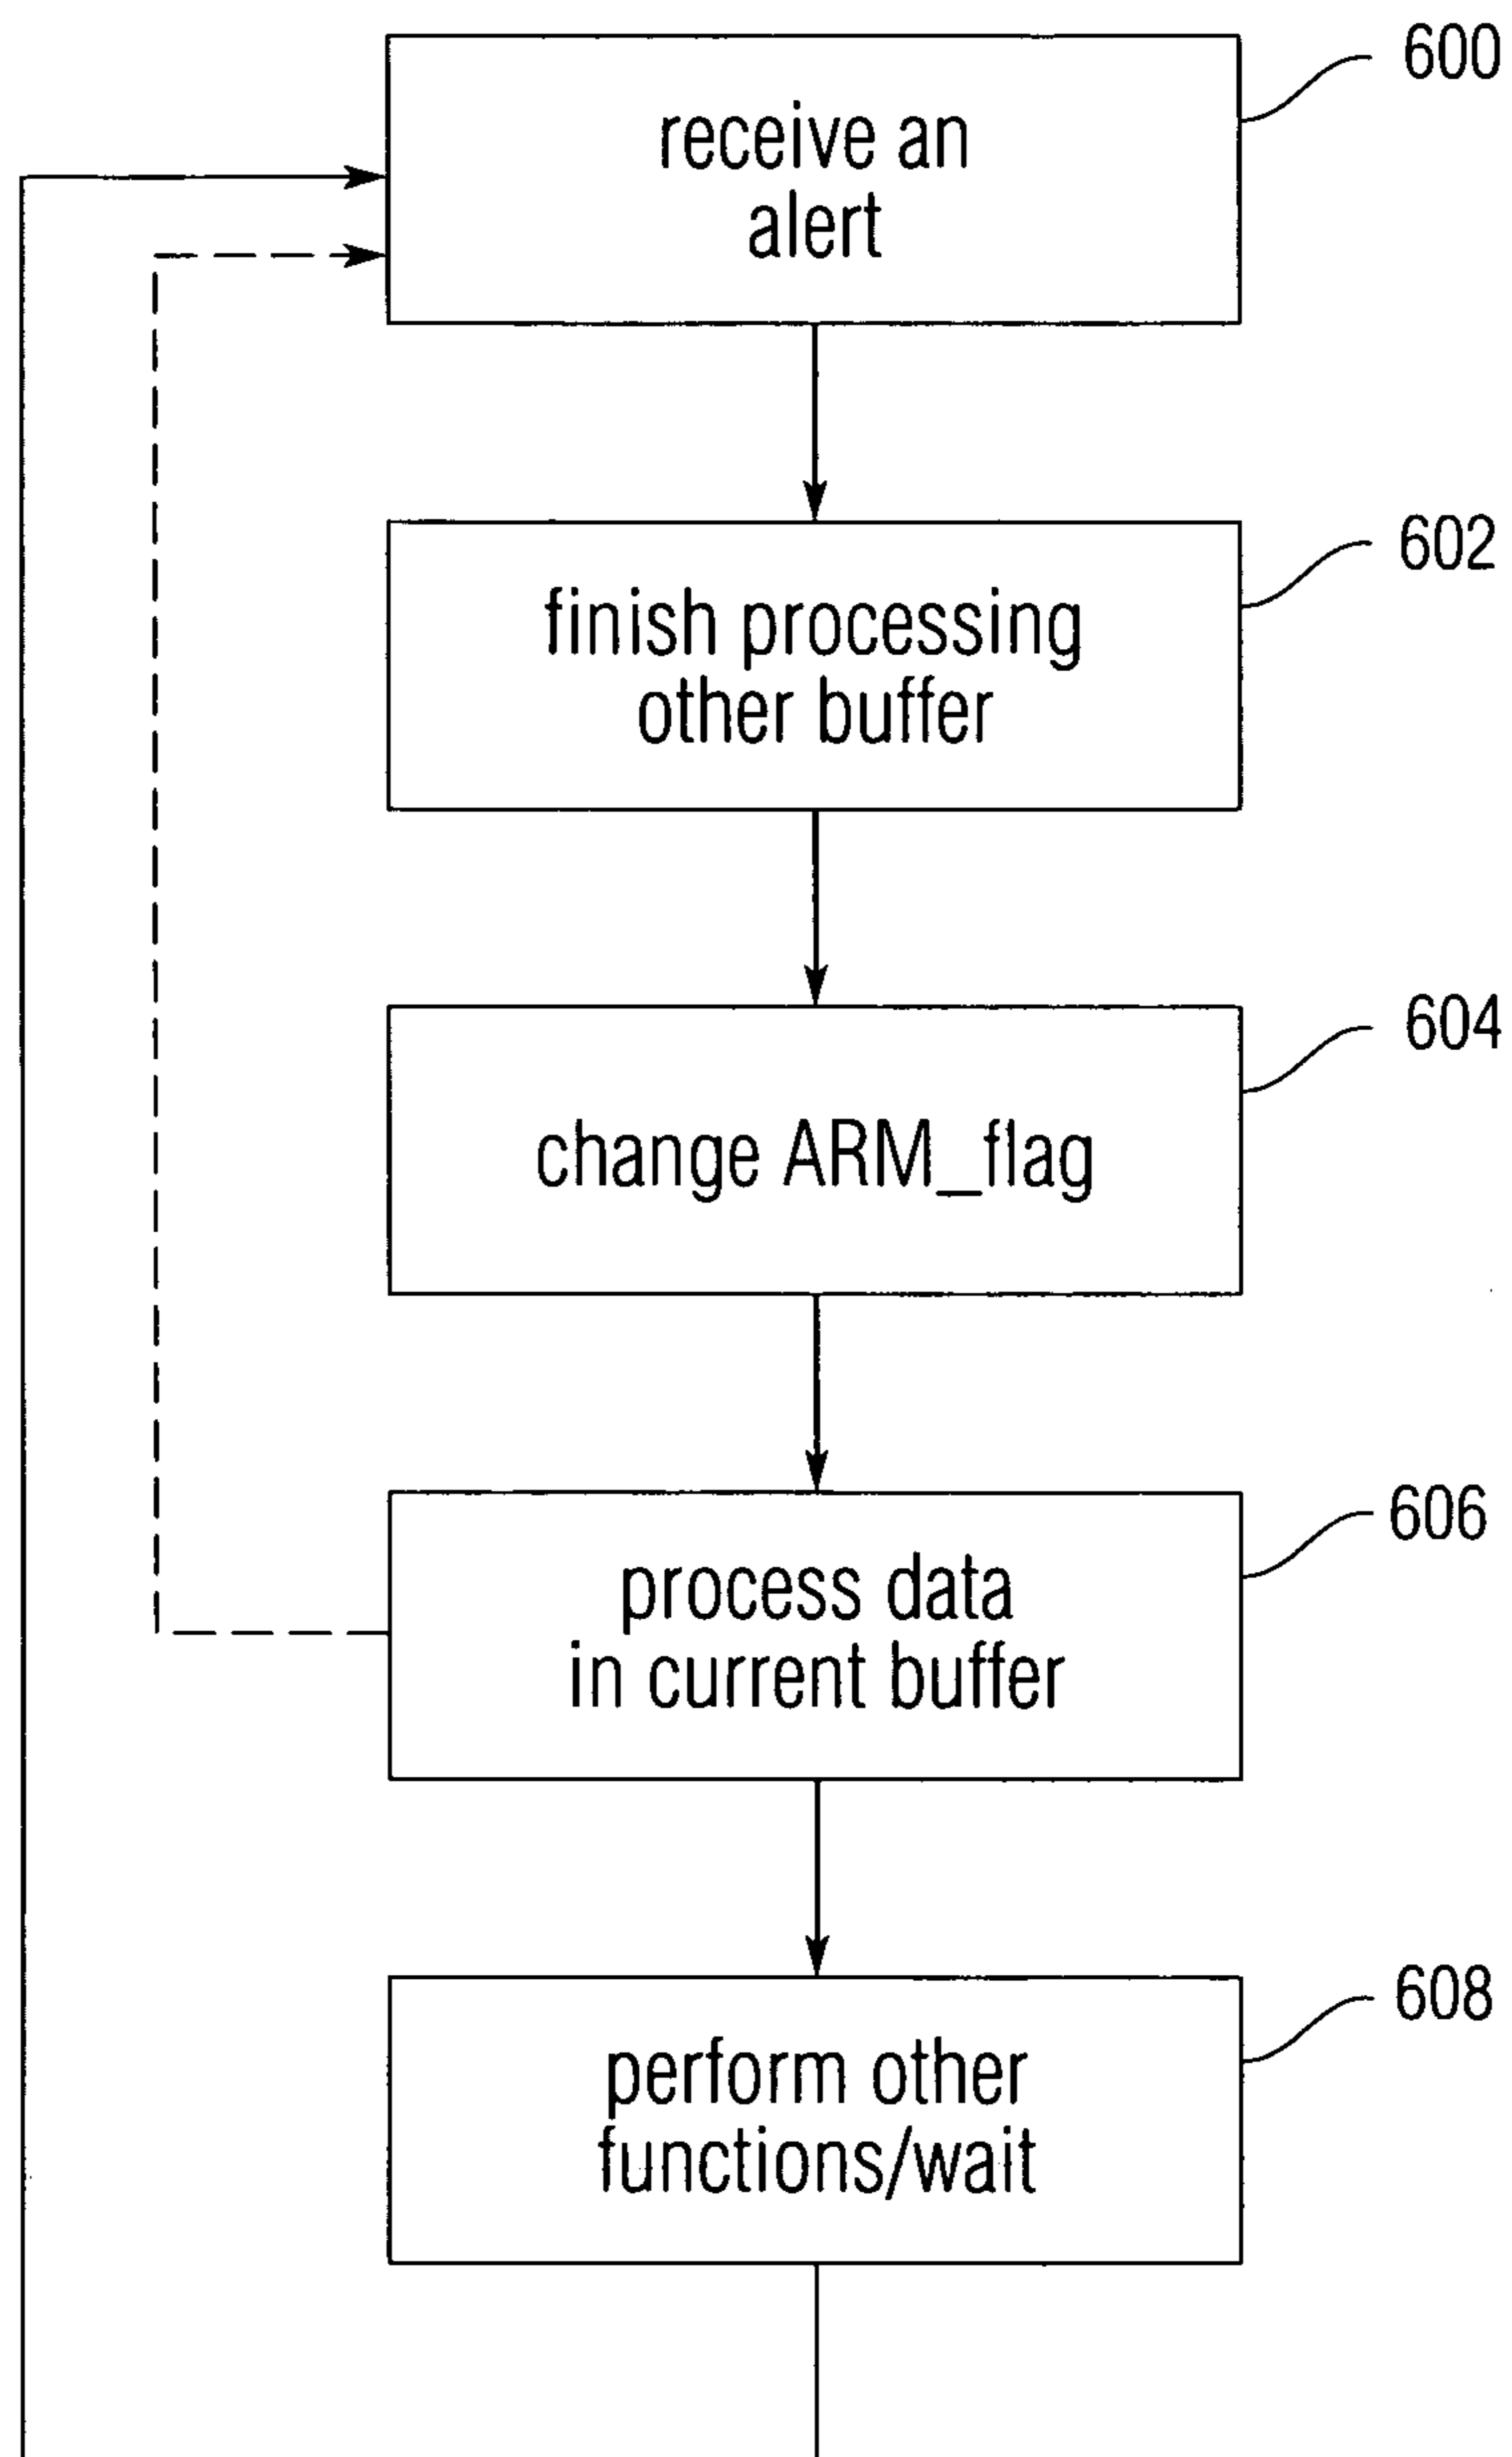 600
receive an
alert
602
finish processing
other buffer
604
change ARM_flag
606
process data
in current buffer
608
perform other
functions/wait